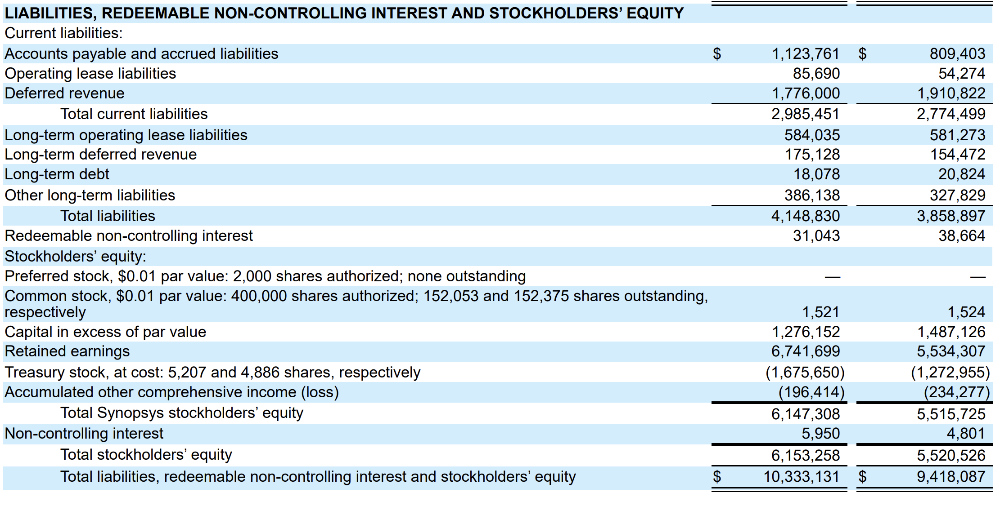 LIABILITIES, REDEEMABLE NON-CONTROLLING INTEREST AND STOCKHOLDERS’ EQUITY
Current liabilities:
Accounts payable and accrued liabilities $ 1,123,761 $ 809,403
Operating lease liabilities 85,690 54,274
Deferred revenue 1,776,000 1,910,822
Total current liabilities 2,985,451 2,774,499
Long-term operating lease liabilities 584,035 581,273
Long-term deferred revenue 175,128 154,472
Long-term debt 18,078 20,824
Other long-term liabilities 386,138 327,829
Total liabilities 4,148,830 3,858,897
Redeemable non-controlling interest 31,043 38,664
Stockholders’ equity:
Preferred stock, $0.01 par value: 2,000 shares authorized; none outstanding — —
Common stock, $0.01 par value: 400,000 shares authorized; 152,053 and 152,375 shares outstanding,
respectively 1,521 1,524
Capital in excess of par value 1,276,152 1,487,126
Retained earnings 6,741,699 5,534,307
Treasury stock, at cost: 5,207 and 4,886 shares, respectively (1,675,650) (1,272,955)
Accumulated other comprehensive income (loss) (196,414) (234,277)
Total Synopsys stockholders’ equity 6,147,308 5,515,725
Non-controlling interest 5,950 4,801
Total stockholders’ equity 6,153,258 5,520,526
Total liabilities, redeemable non-controlling interest and stockholders’ equity $ 10,333,131 $ 9,418,087